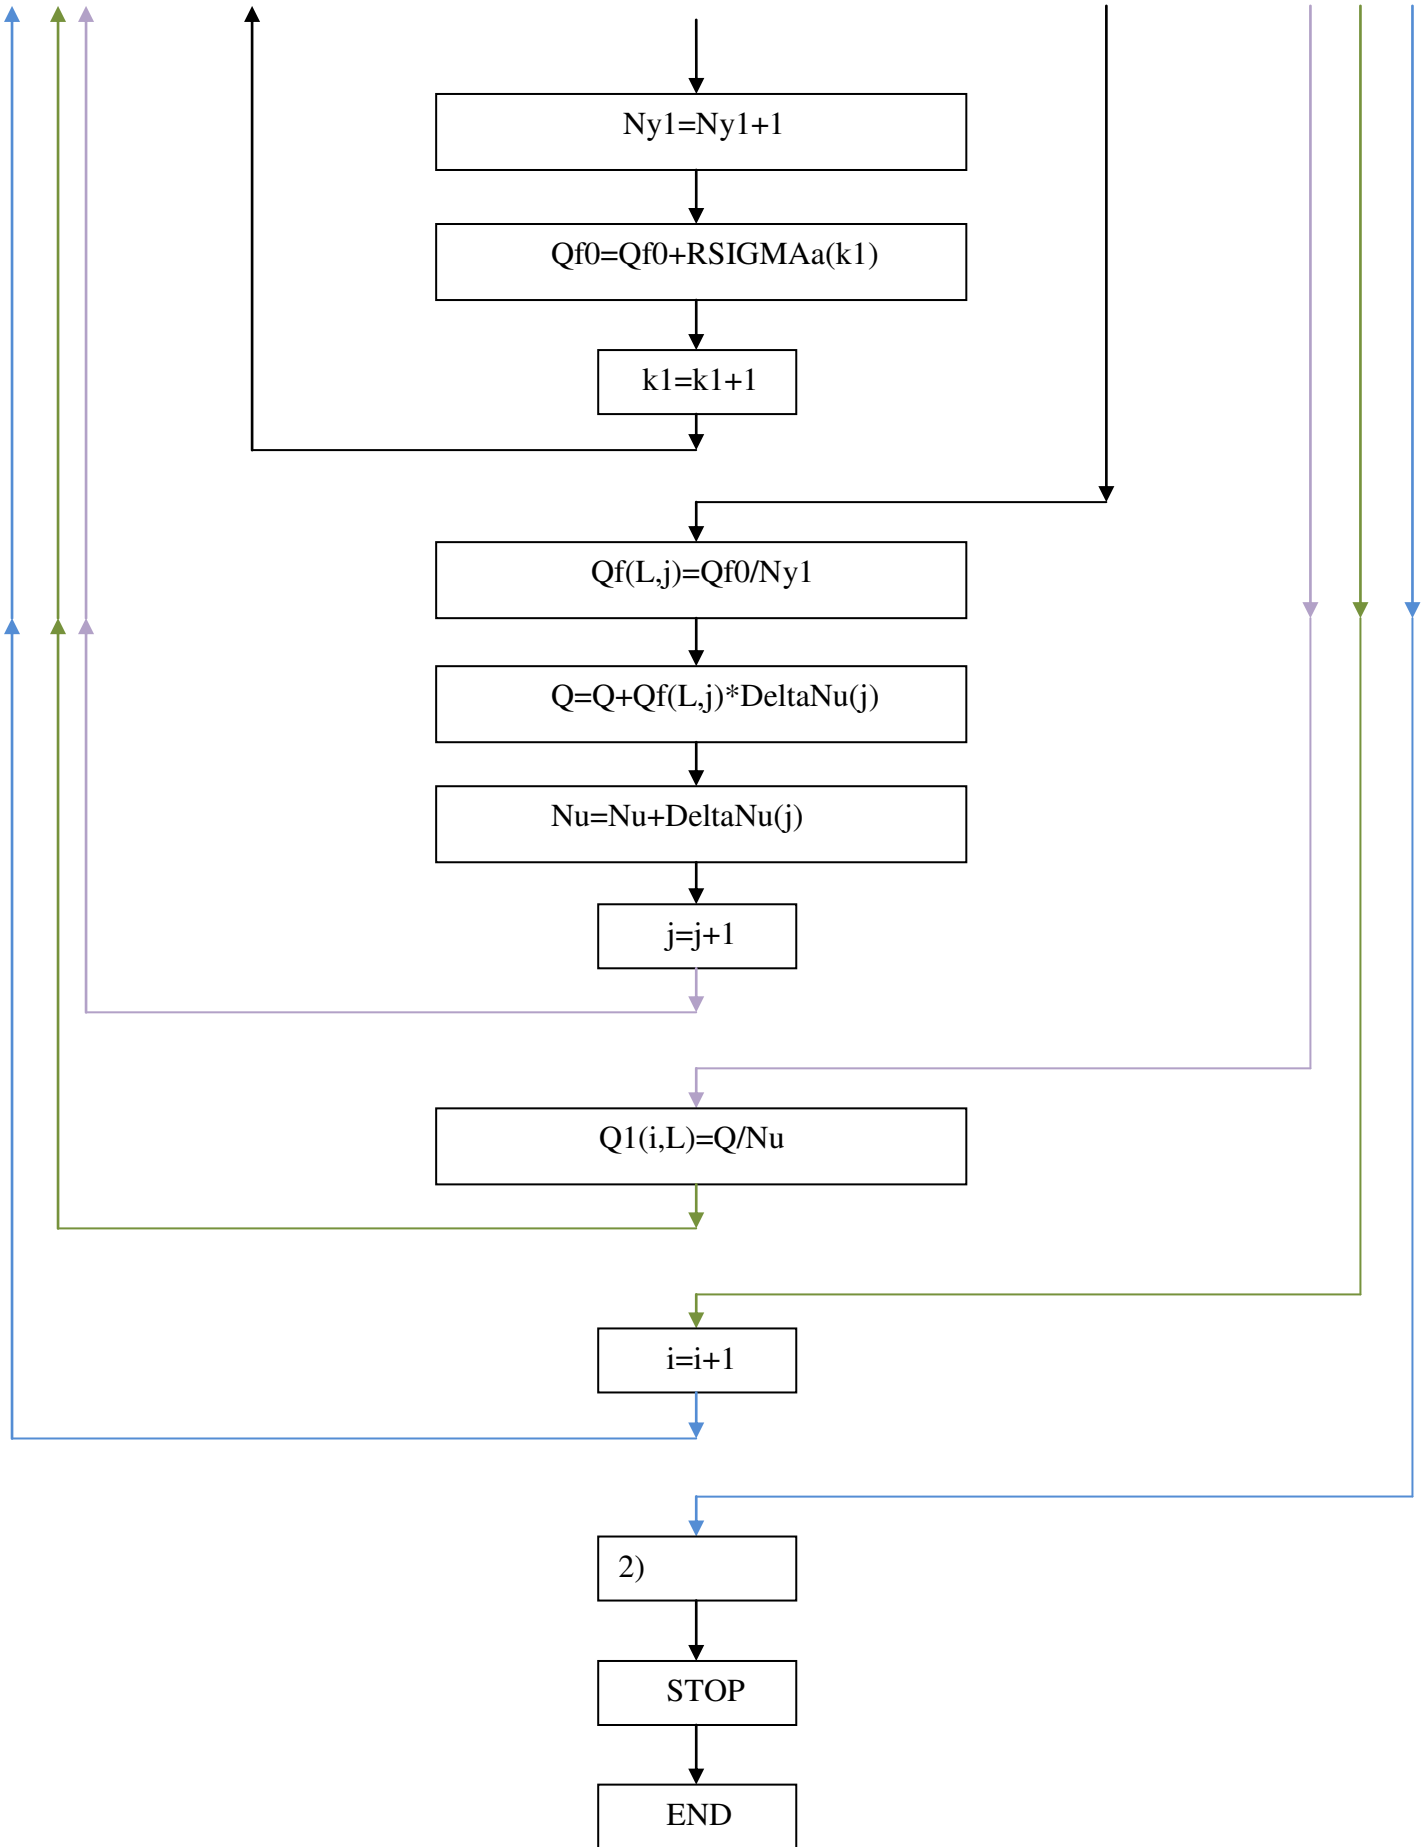 Ny1=Ny1+1
Qf0=Qf0+RSIGMAa(k1)
k1=k1+1
Qf(L,j)=Qf0/Ny1
Q=Q+Qf(L,j)*DeltaNu(j)
Nu=Nu+DeltaNu(j)
j=j+1
Q1(i,L)=Q/Nu
i=i+1
2)
STOP
END